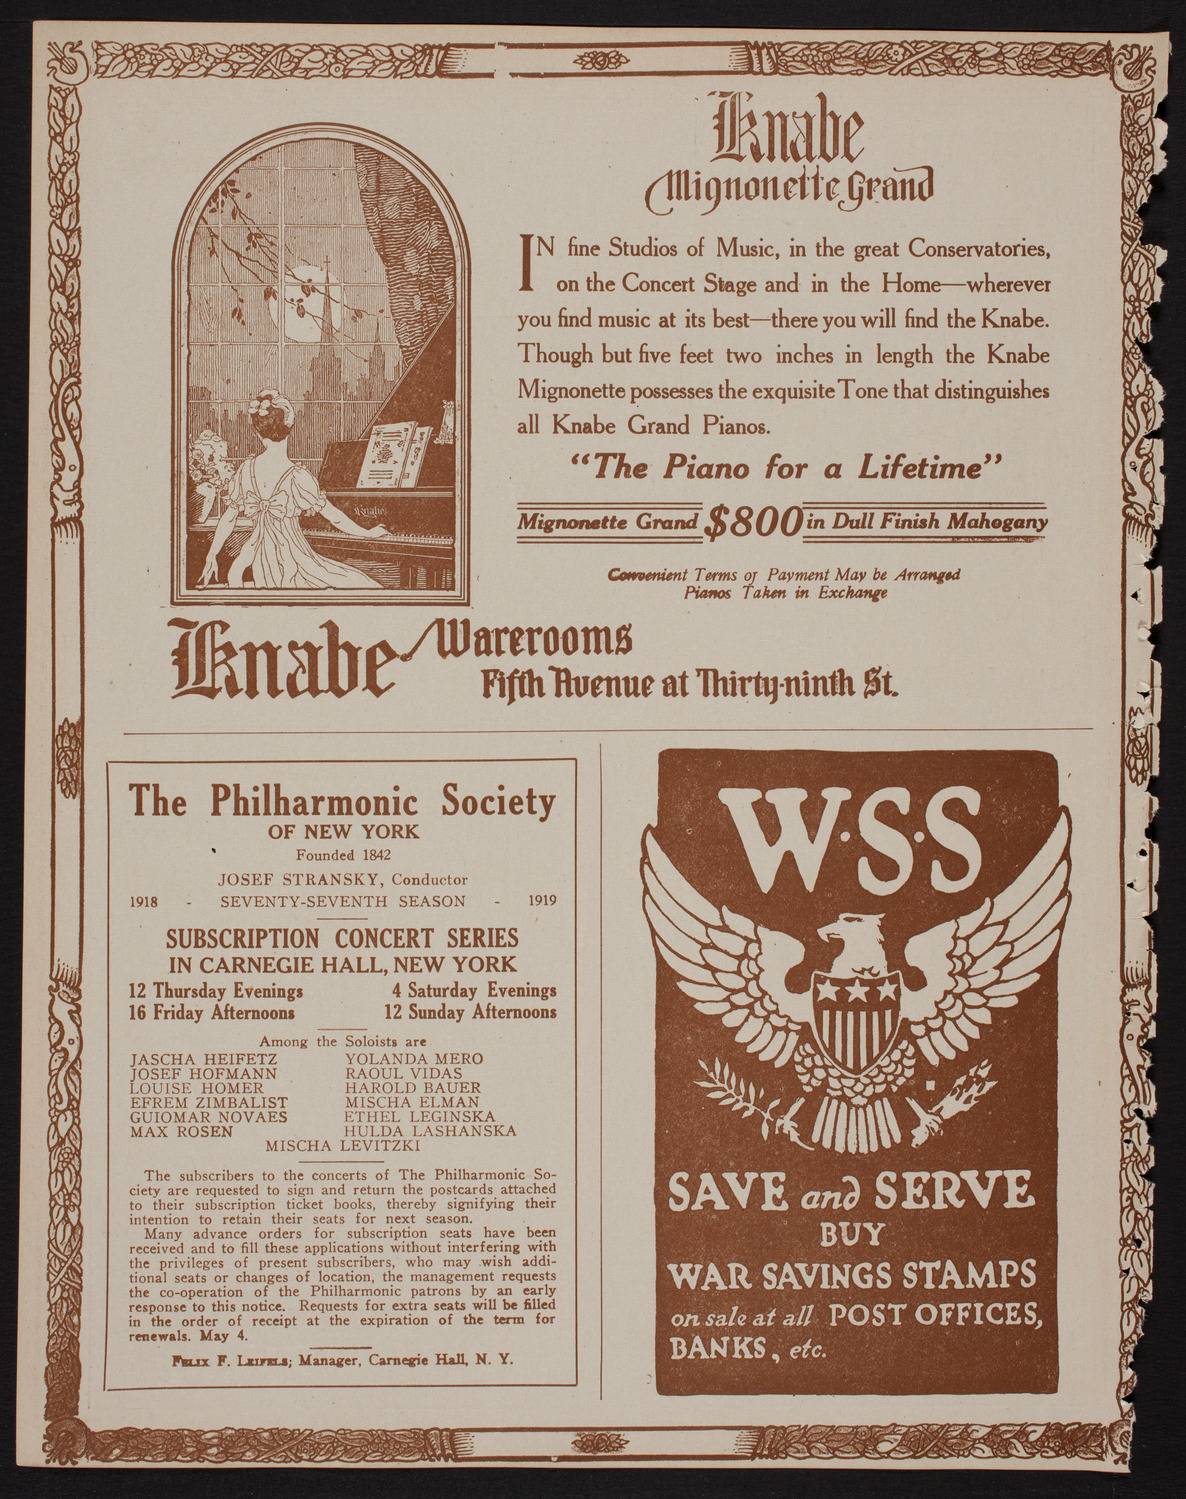 Knabe
Mignonette Grand
IN fine Studios of Music, in the great Conservatories,
on the Concert Stage and in the Home—wherever
you find music at its best—there you will find the Knabe.
Though but five feet two inches in length the Knabe
Mignonette possesses the exquisite Tone that distinguishes
all Knabe Grand Pianos.
“The Piano for a Lifetime”
Mignonette Grand $800 in Dull Finish Mahogany
Convenient Terms of Payment May be Arranged
Pianos Taken in Exchange
Knabe
Knabe Warerooms
Fifth Avenue at Thirty-ninth St.
The Philharmonic Society
OF NEW YORK
Founded 1842
JOSEF STRANSKY, Conductor
1918 - SEVENTY-SEVENTH SEASON - 1919
SUBSCRIPTION CONCERT SERIES
IN CARNEGIE HALL, NEW YORK
12 Thursday Evenings 4 Saturday Evenings
16 Friday Afternoons 12 Sunday Afternoons
Among the Soloists are
JASCHA HEIFETZ YOLANDA MERO
JOSEF HOFMANN RAOUL VIDAS
LOUISE HOMER HAROLD BAUER
EFREM ZIMBALIST MISCHA ELMAN
GUIOMAR NOVAES ETHEL LEGINSKA
MAX ROSEN HULDA LASHANSKA
MISCHA LEVITZKI
The subscribers to the concerts of The Philharmonic So-
ciety are requested to sign and return the postcards attached
to their subscription ticket books, thereby signifying their
intention to retain their seats for next season.
Many advance orders for subscription seats have been
received and to fill these applications without interfering with
the privileges of present subscribers, who may wish addi-
tional seats or changes of location, the management requests
the co-operation of the Philharmonic patrons by an early
response to this notice. Requests for extra seats will be filled
in the order of receipt at the expiration of the term for
renewals. May 4.
FELIX F. LEIFELS; Manager, Carnegie Hall, N. Y.
W·S·S
SAVE and SERVE
BUY
WAR SAVINGS STAMPS
on sale at all POST OFFICES,
BANKS, etc.